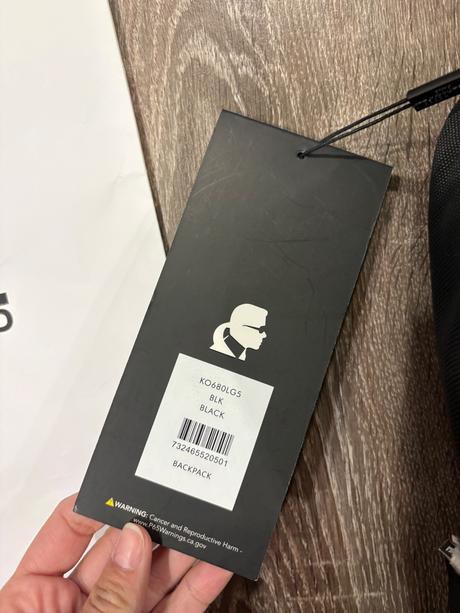 KO680LG5
BLK
BLACK
732465520501
BACKPACK
WARNING: Cancer and Reproductive Harm -
www.P65Warnings.ca.gov